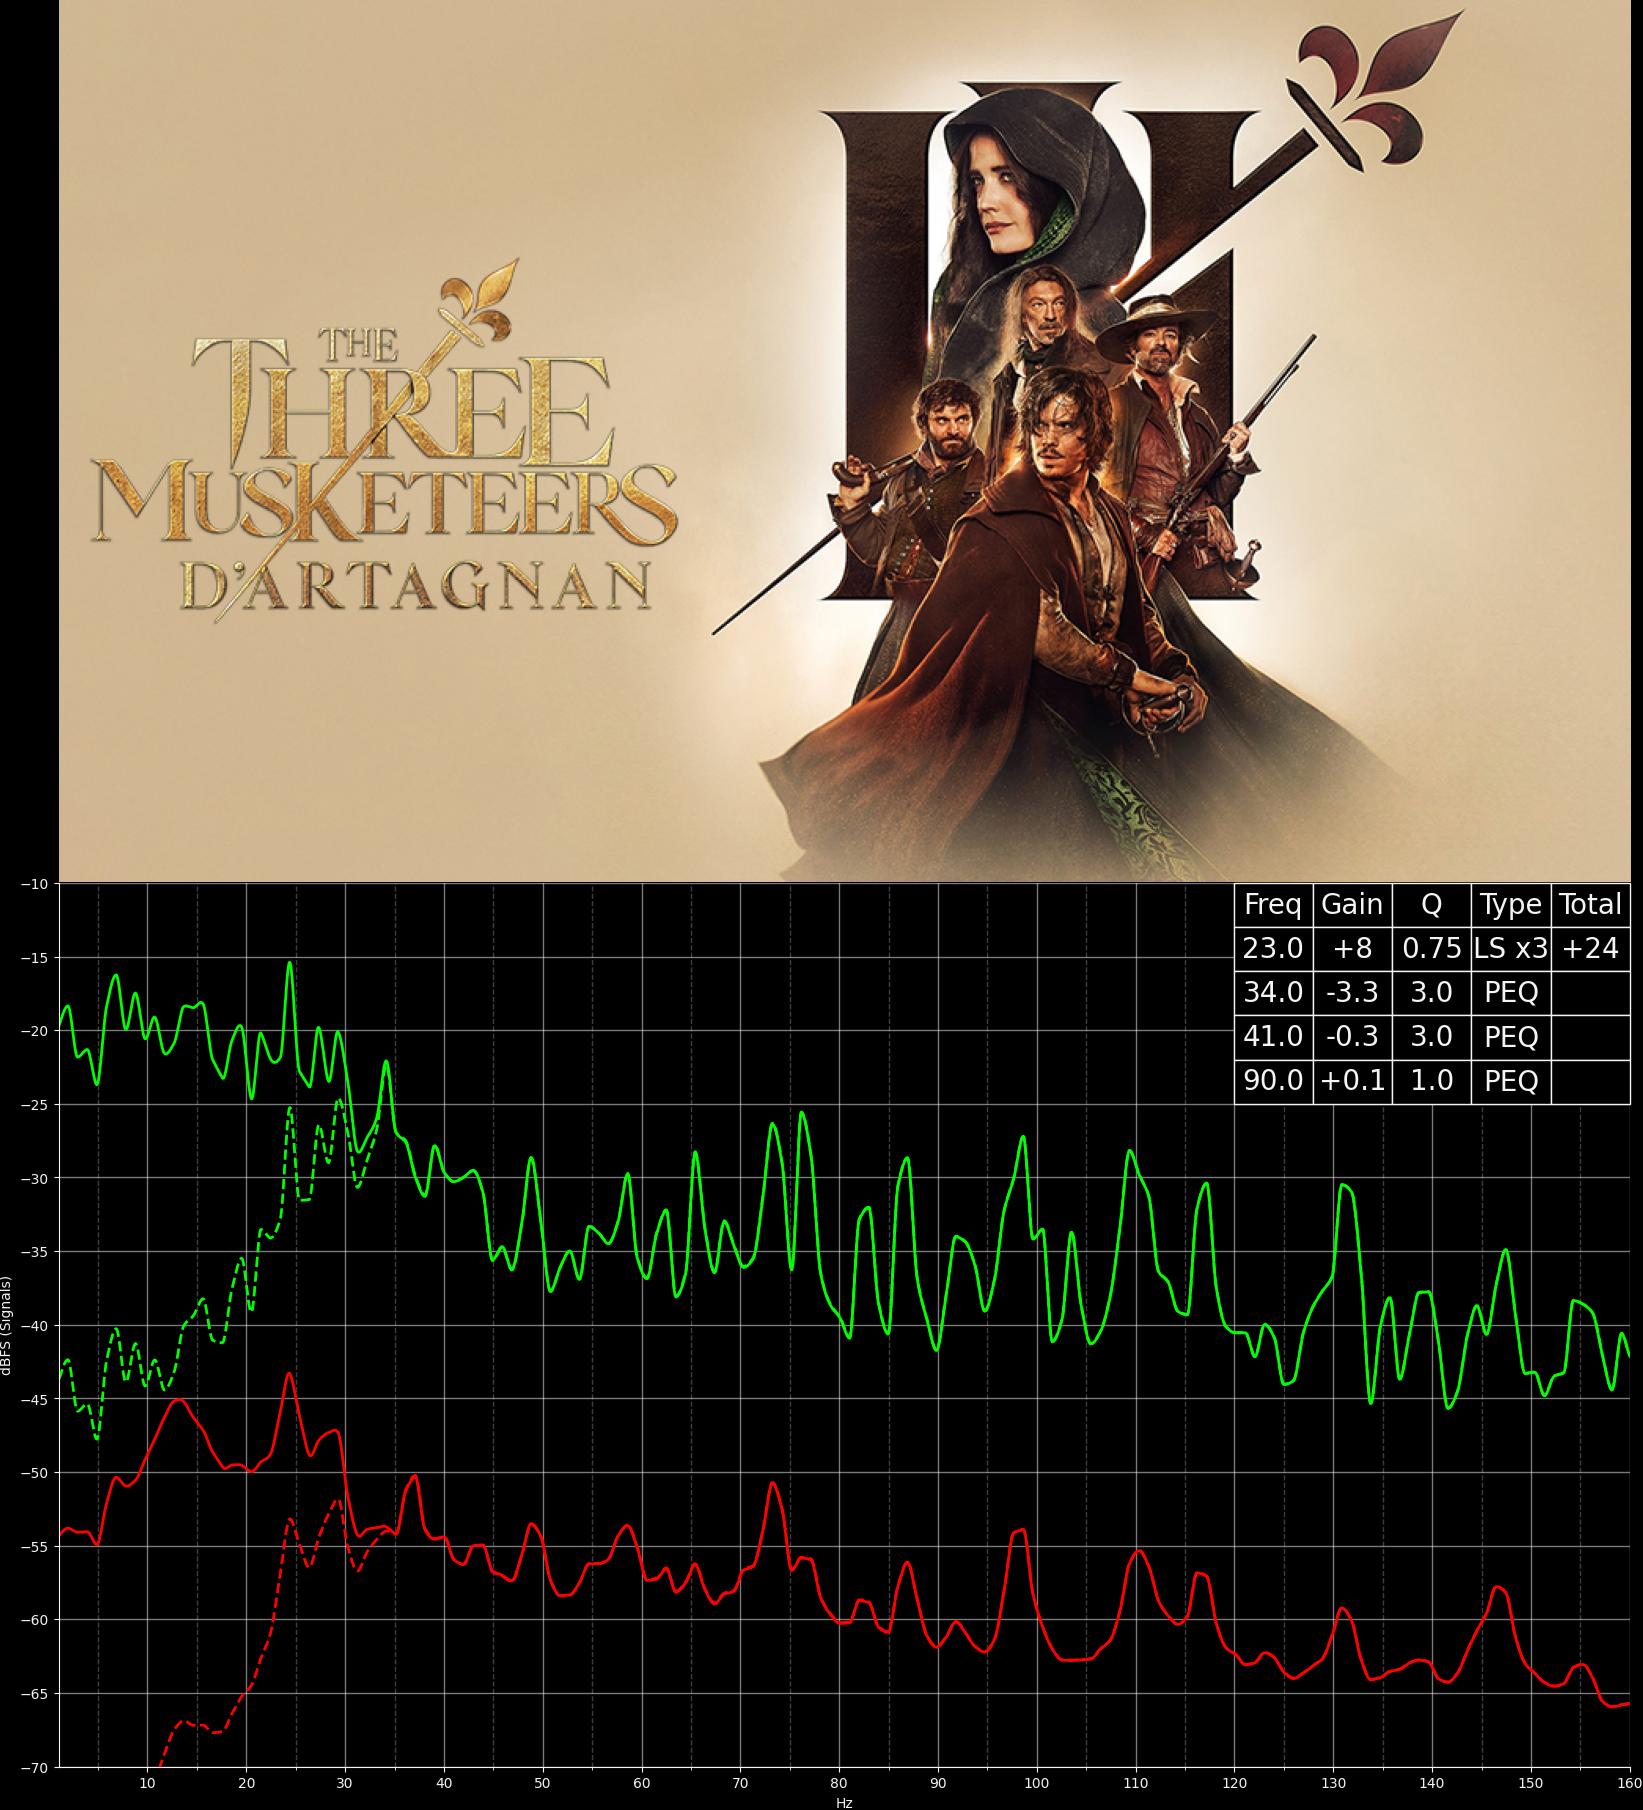 THE
THREE
MUSKETEERS
D'ARTAGNAN
Freq Gain Q Type Total
23.0 +8 0.75 LS x3 +24
34.0 -3.3 3.0 PEQ
41.0 -0.3 3.0 PEQ
90.0 +0.1 1.0 PEQ
−10
−15
−20
−25
−30
−35
−40
−45
−50
−55
−60
−65
−70
dBFS (Signals)
10 20 30 40 50 60 70 80 90 100 110 120 130 140 150 160
Hz